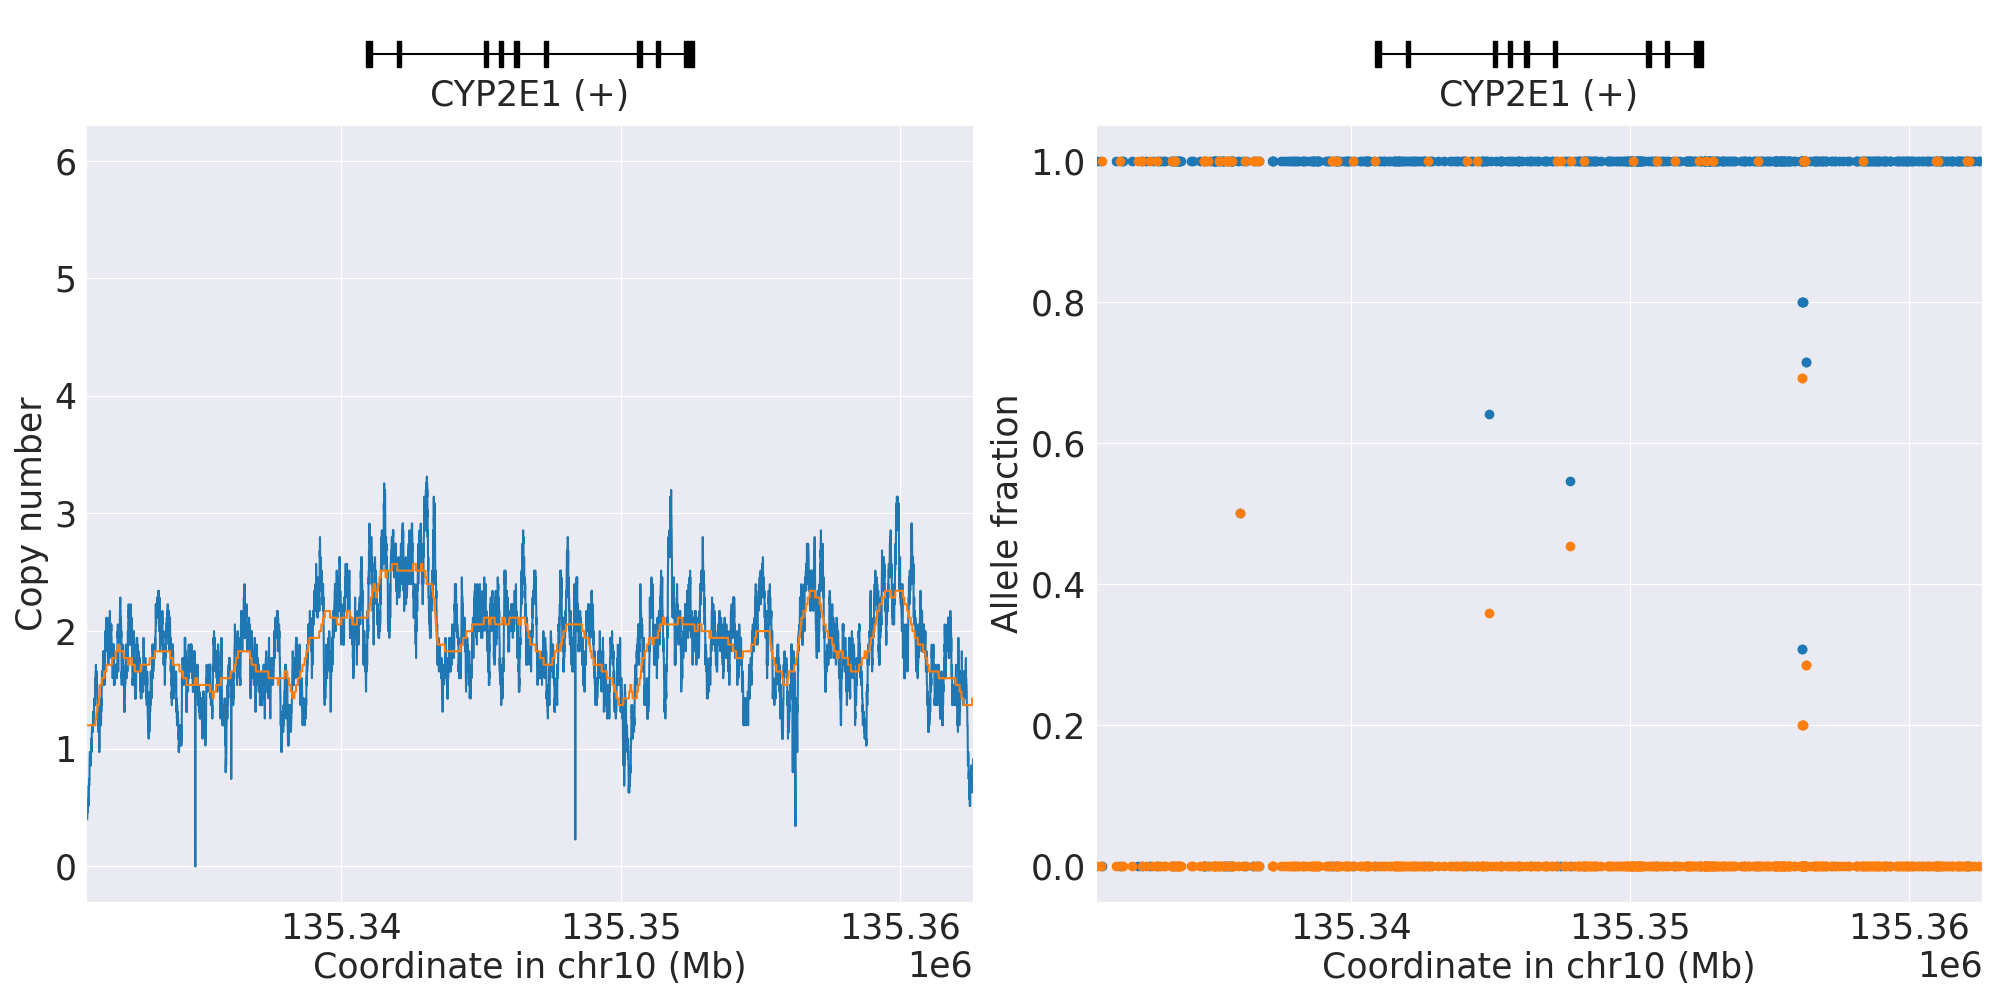 CYP2E1 (+)
6
5
4
3
2
1
0
Copy number
135.34 135.35 135.36
Coordinate in chr10 (Mb)
1e6
CYP2E1 (+)
1.0
0.8
0.6
0.4
0.2
0.0
Allele fraction
135.34 135.35 135.36
Coordinate in chr10 (Mb)
1e6